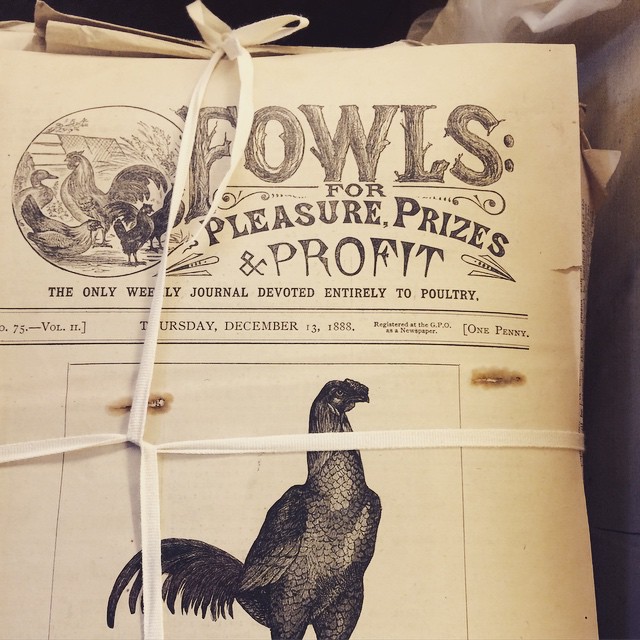 FOWLS:
FOR
PLEASURE, PRIZES
& PROFIT
THE ONLY WEEKLY JOURNAL DEVOTED ENTIRELY TO POULTRY,
o. 75.—Vol. II.] THURSDAY, DECEMBER 13, 1888. Registered at the G.P.O. as a Newspaper. [ONE PENNY.